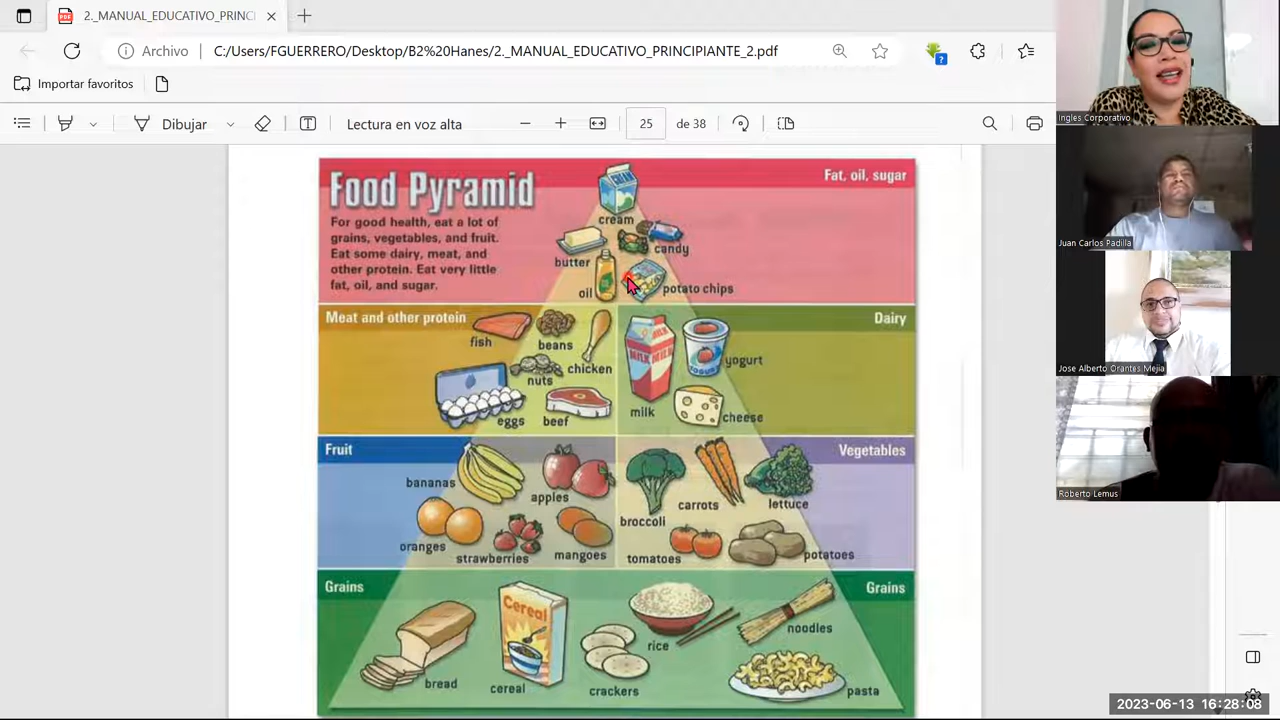 2._MANUAL_EDUCATIVO_PRINCI
Archivo
C:/Users/FGUERRERO/Desktop/B2%20Hanes/2._MANUAL_EDUCATIVO_PRINCIPIANTE_2.pdf
Importar favoritos
Dibujar
Lectura en voz alta
25
de 38
Food Pyramid
For good health, eat a lot of
grains, vegetables, and fruit.
Eat some dairy, meat, and
other protein. Eat very little
fat, oil, and sugar.
Fat, oil, sugar
CREAM
cream
butter
candy
oil
potato chips
Meat and other protein
fish
beans
chicken
nuts
eggs
beef
Dairy
MILK
yogurt
milk
cheese
Fruit
bananas
apples
oranges
strawberries
mangoes
Vegetables
broccoli
carrots
lettuce
tomatoes
potatoes
Grains
Grains
Cereal
bread
cereal
crackers
rice
noodles
pasta
Ingles Corporativo
Juan Carlos Padilla
Jose Alberto Orantes Mejia
Roberto Lemus
2023-06-13 16:28:08